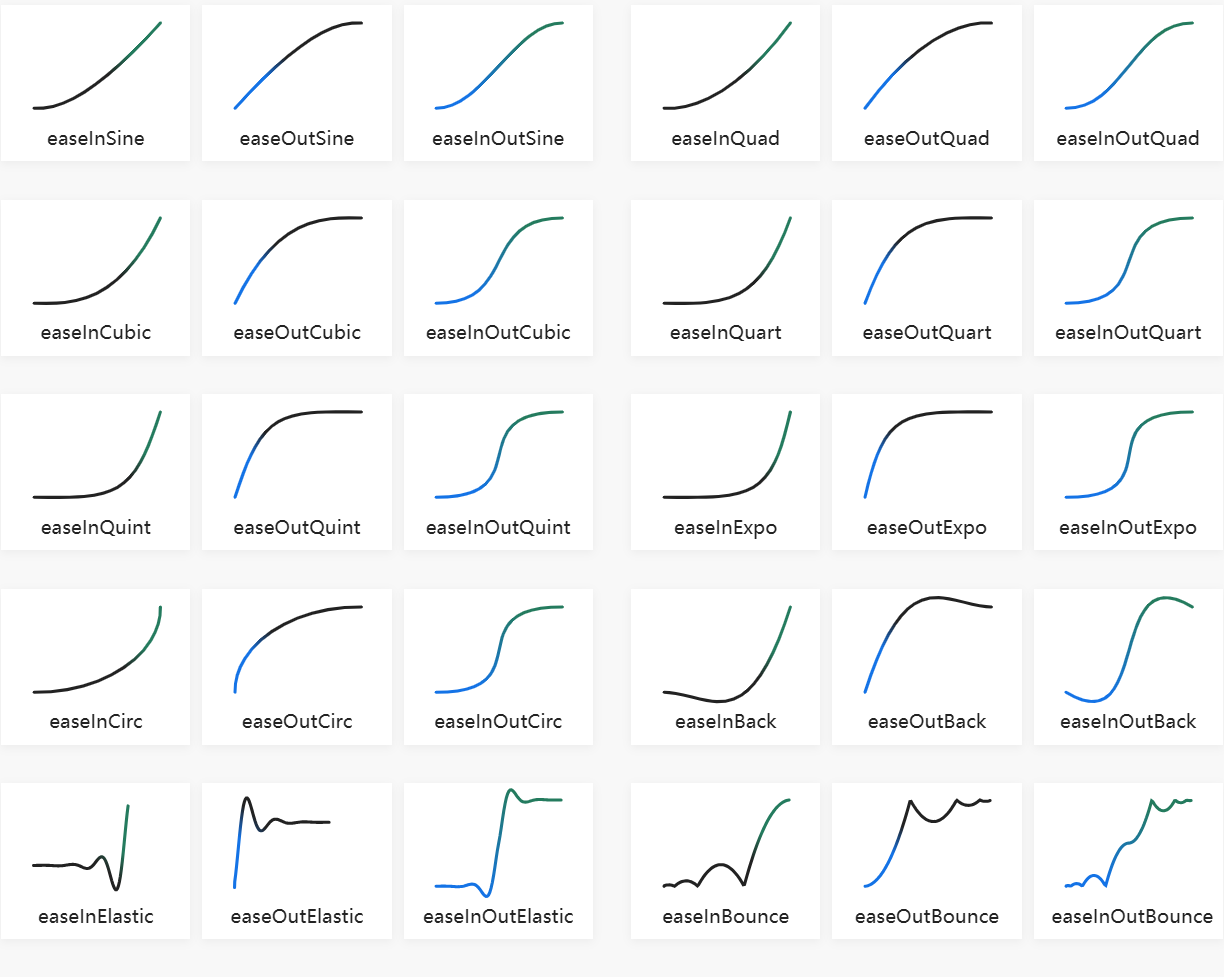 easeInSine
easeOutSine
easeInOutSine
easeInQuad
easeOutQuad
easeInOutQuad
easeInCubic
easeOutCubic
easeInOutCubic
easeInQuart
easeOutQuart
easeInOutQuart
easeInQuint
easeOutQuint
easeInOutQuint
easeInExpo
easeOutExpo
easeInOutExpo
easeInCirc
easeOutCirc
easeInOutCirc
easeInBack
easeOutBack
easeInOutBack
easeInElastic
easeOutElastic
easeInOutElastic
easeInBounce
easeOutBounce
easeInOutBounce